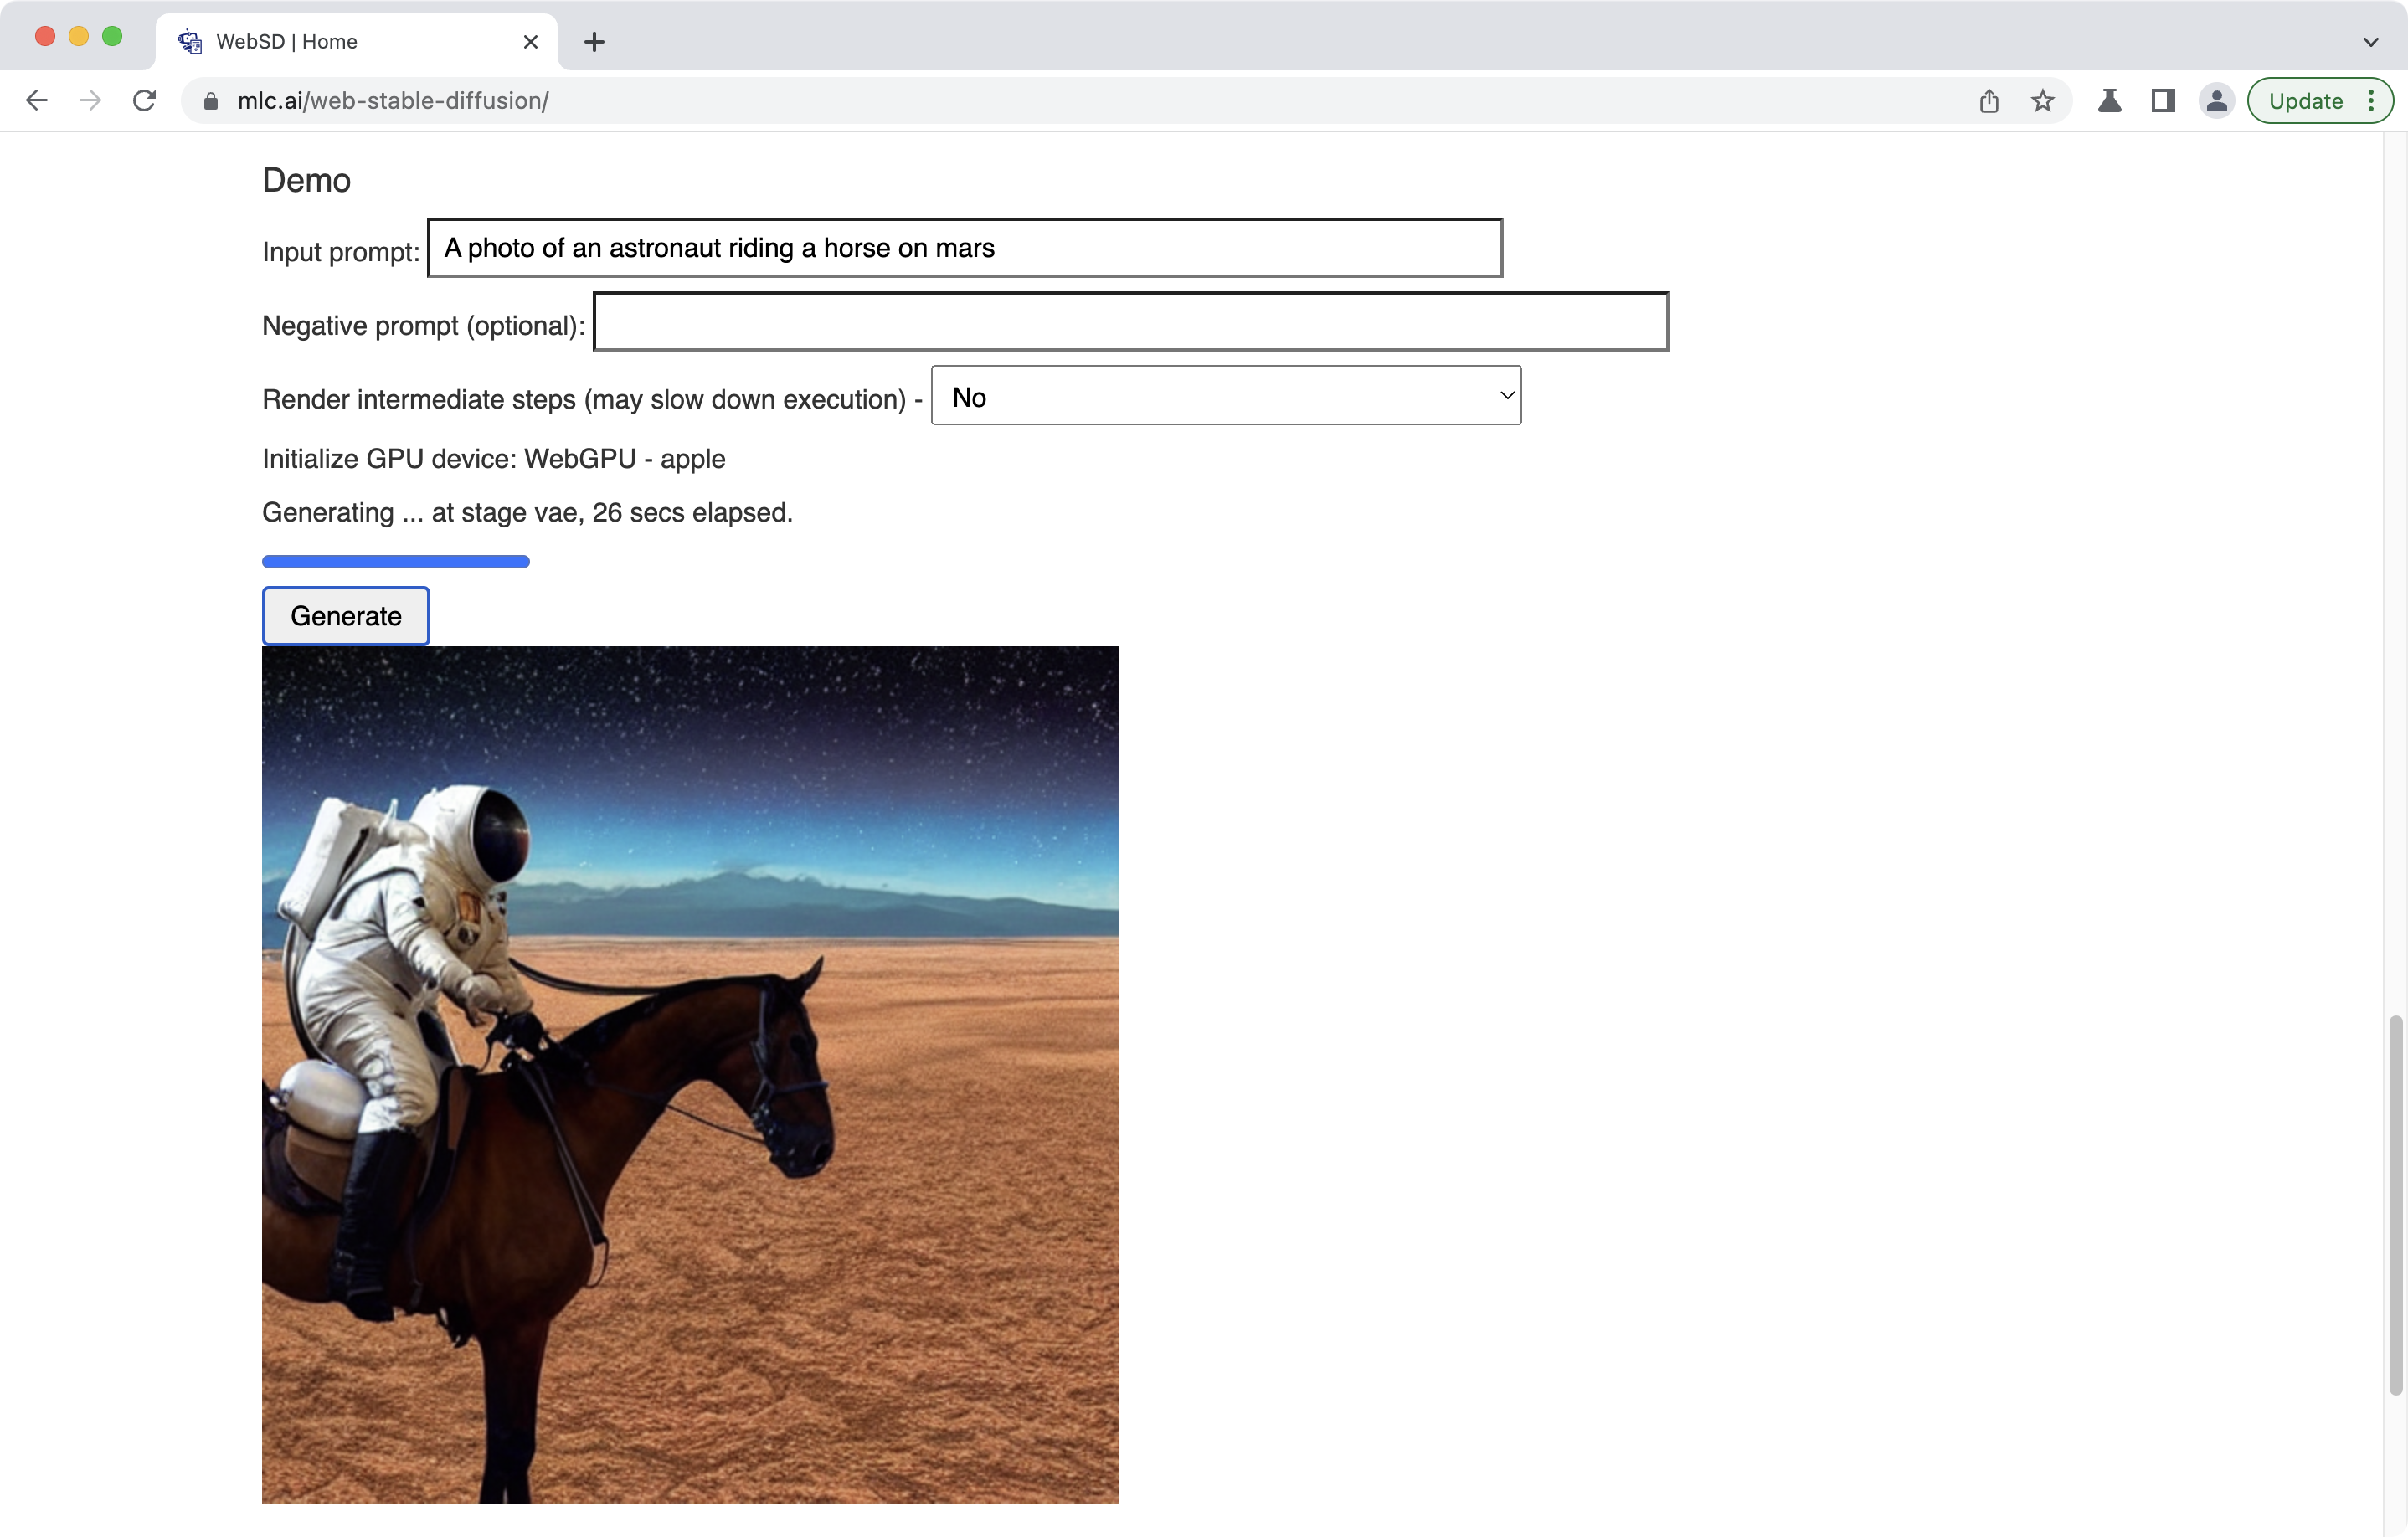 WebSD | Home
mlc.ai/web-stable-diffusion/
Update
Demo
Input prompt: A photo of an astronaut riding a horse on mars
Negative prompt (optional):
Render intermediate steps (may slow down execution) - No
Initialize GPU device: WebGPU - apple
Generating ... at stage vae, 26 secs elapsed.
Generate